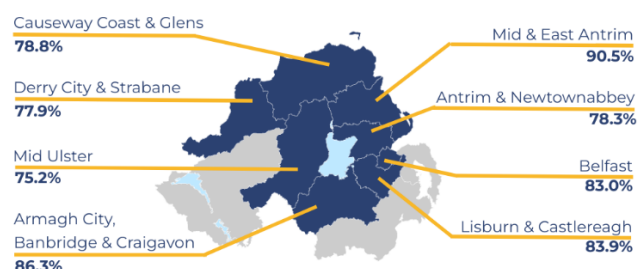 Causeway Coast & Glens
78.8%
Derry City & Strabane
77.9%
Mid Ulster
75.2%
Armagh City,
Banbridge & Craigavon
86.3%
Mid & East Antrim
90.5%
Antrim & Newtownabbey
78.3%
Belfast
83.0%
Lisburn & Castlereagh
83.9%